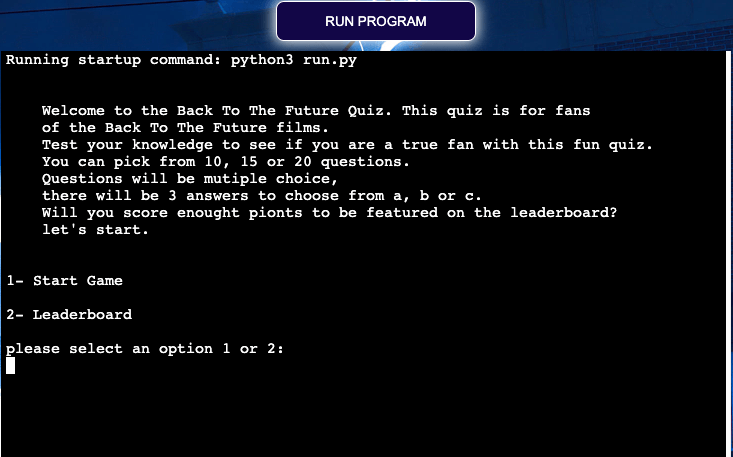 RUN PROGRAM
Running startup command: python3 run.py
Welcome to the Back To The Future Quiz. This quiz is for fans
of the Back To The Future films.
Test your knowledge to see if you are a true fan with this fun quiz.
You can pick from 10, 15 or 20 questions.
Questions will be mutiple choice,
there will be 3 answers to choose from a, b or c.
Will you score enought pionts to be featured on the leaderboard?
let's start.
1- Start Game
2- Leaderboard
please select an option 1 or 2: